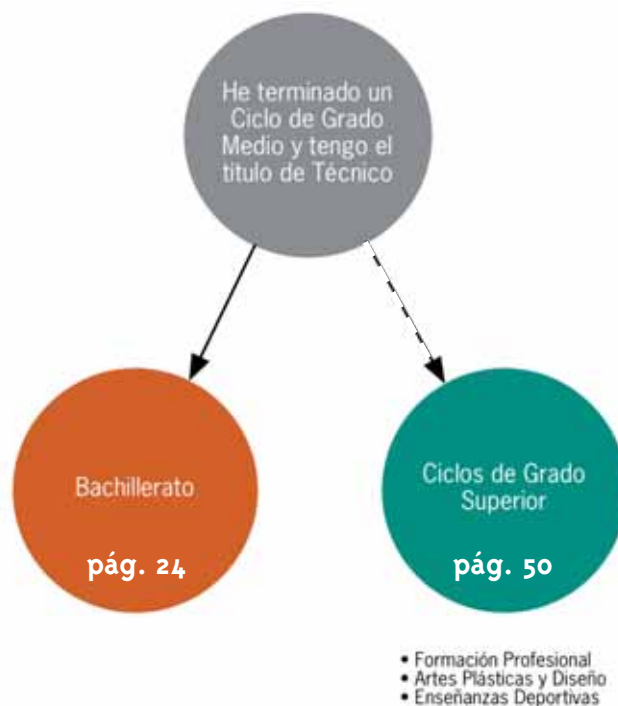 He terminado un
Ciclo de Grado
Medio y tengo el
título de Técnico
Bachillerato
pág. 24
Ciclos de Grado
Superior
pág. 50
• Formación Profesional
• Artes Plásticas y Diseño
• Enseñanzas Deportivas